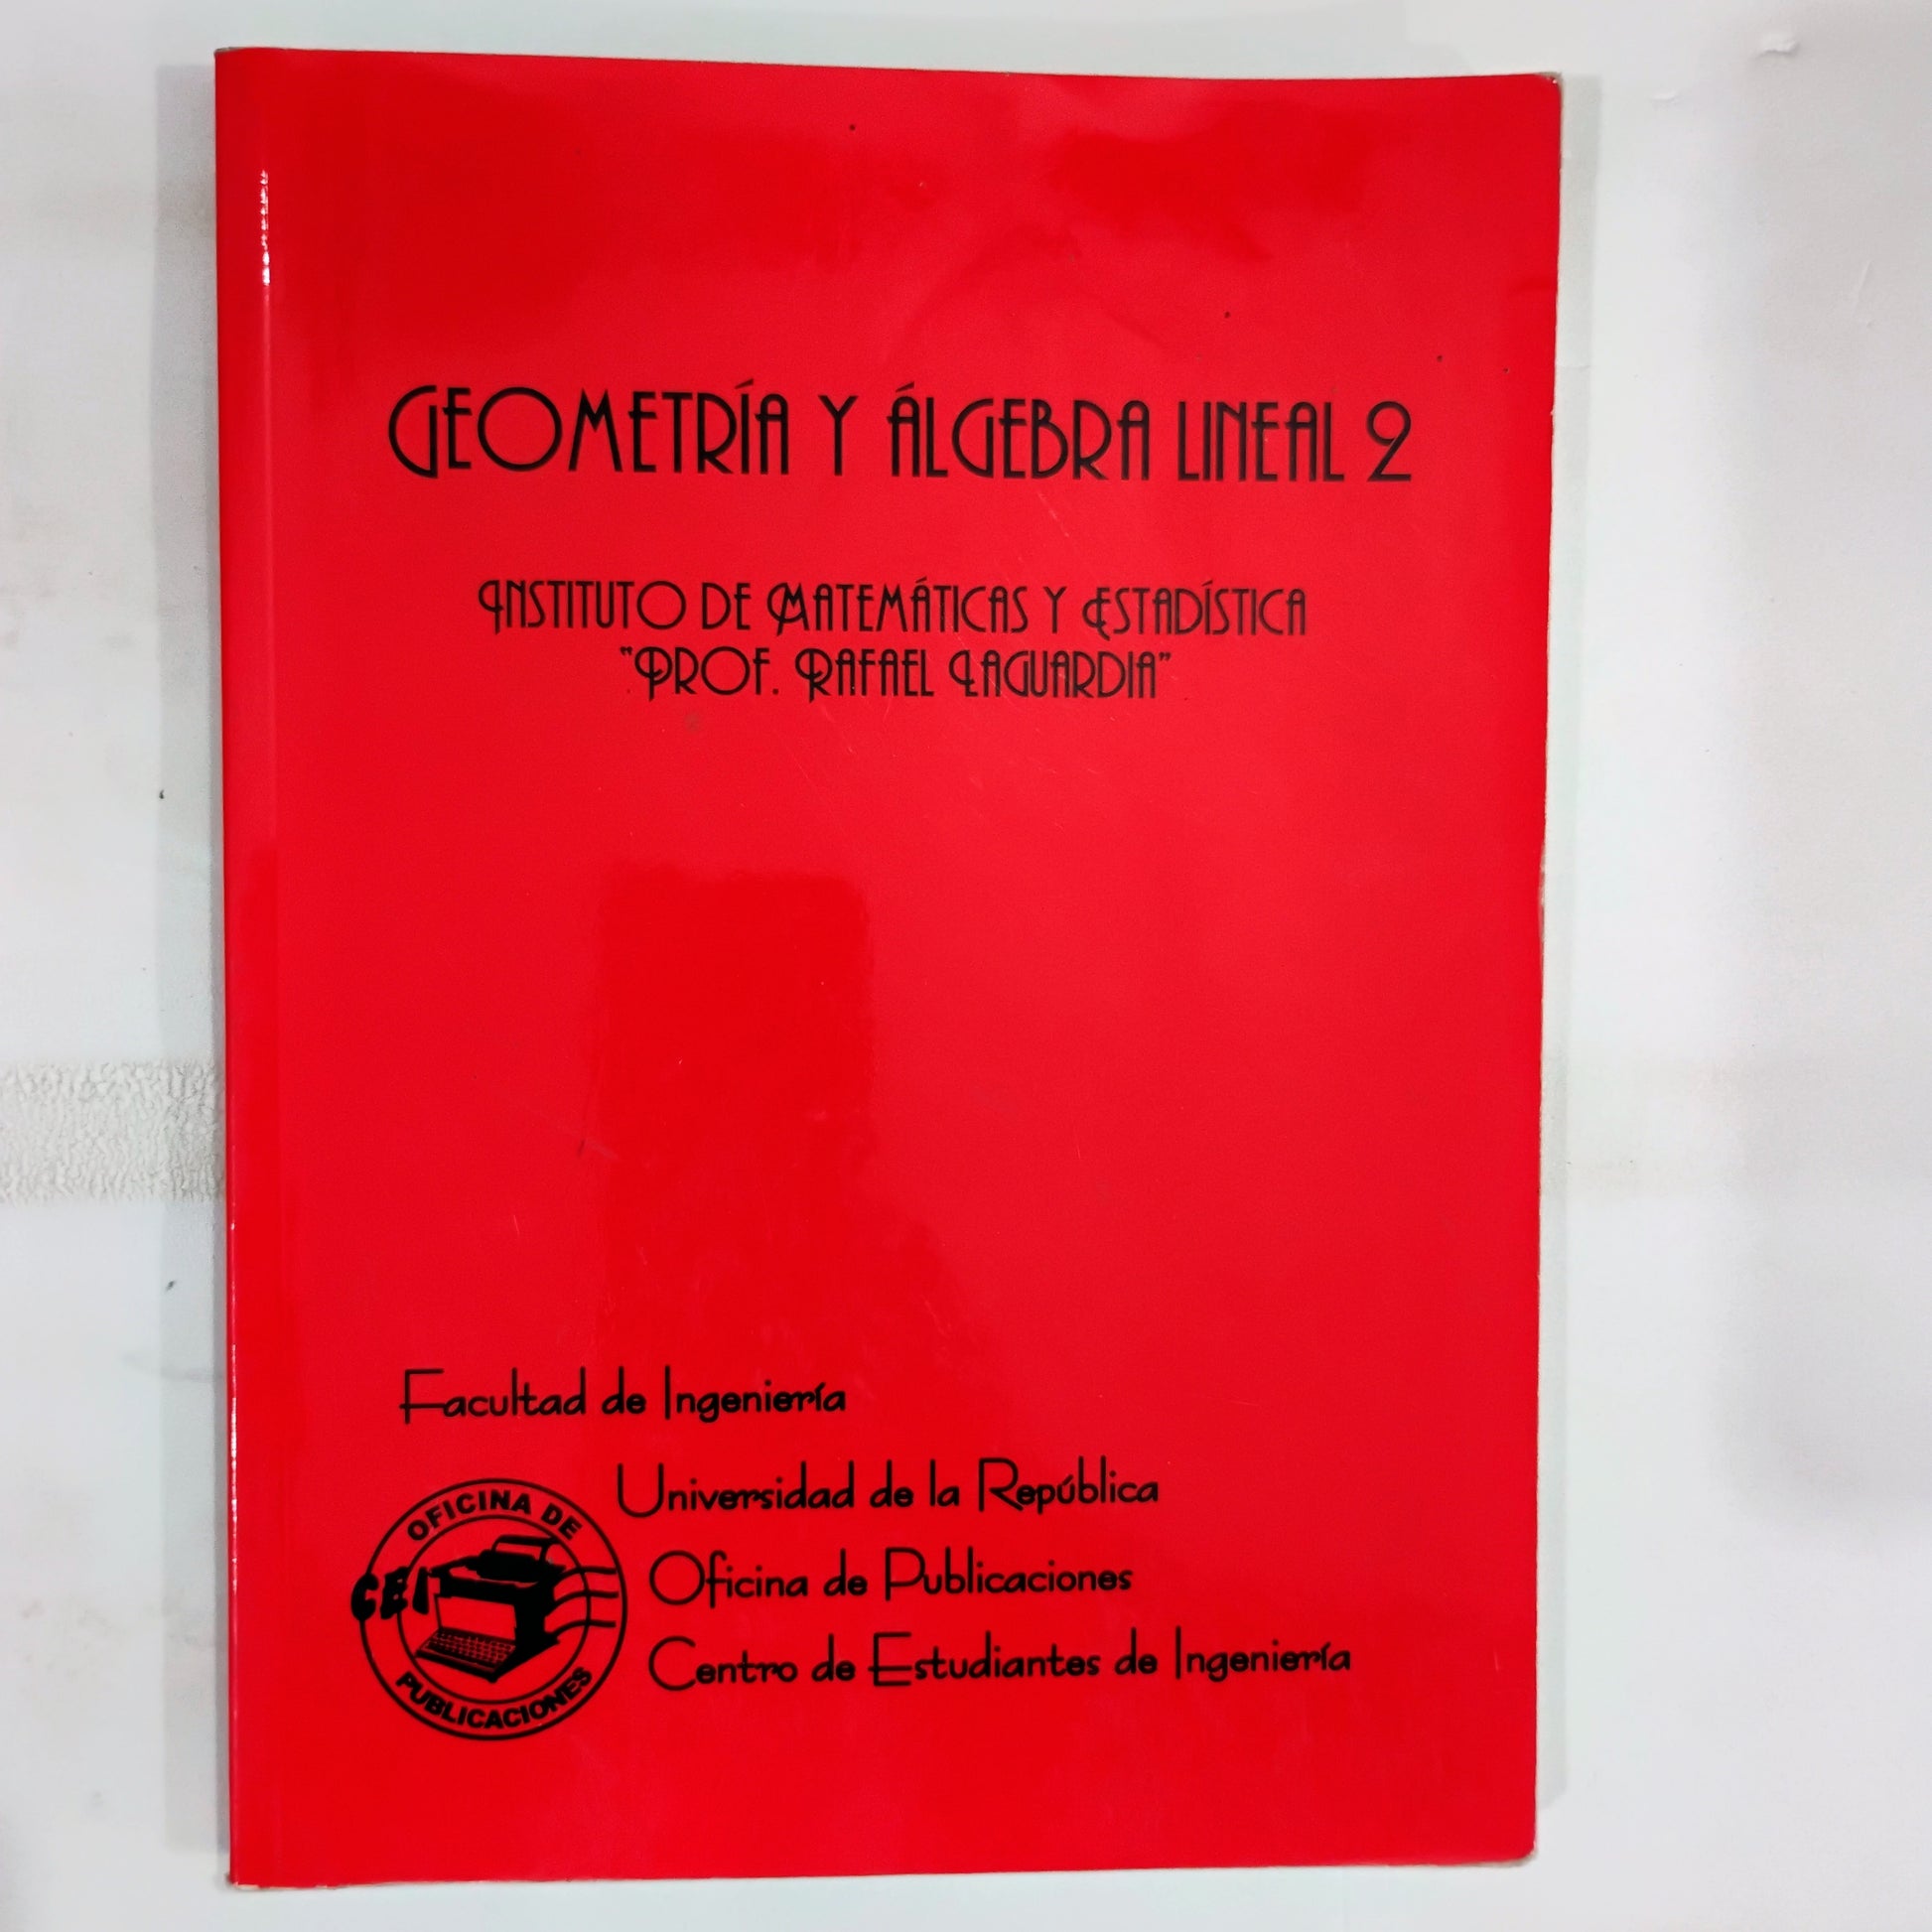 GEOMETRÍA Y ÁLGEBRA LINEAL 2
INSTITUTO DE MATEMÁTICAS Y ESTADÍSTICA
"PROF. RAFAEL LAGUARDIA"
Facultad de Ingeniería
Universidad de la República
Oficina de Publicaciones
Centro de Estudiantes de Ingeniería
OFICINA DE
CEI
PUBLICACIONES